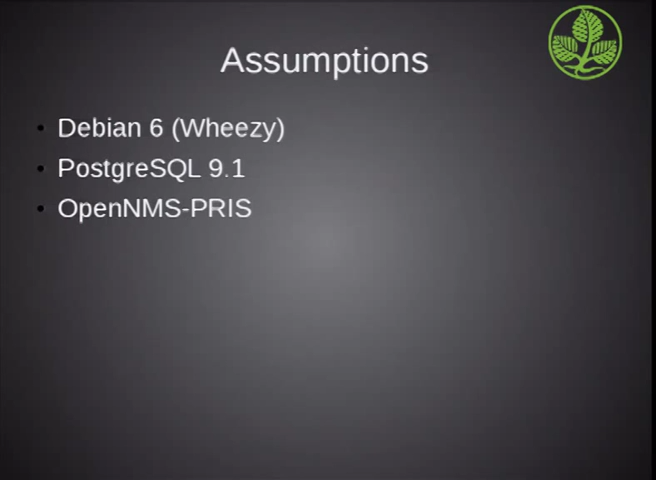 Assumptions
• Debian 6 (Wheezy)
• PostgreSQL 9.1
• OpenNMS-PRIS